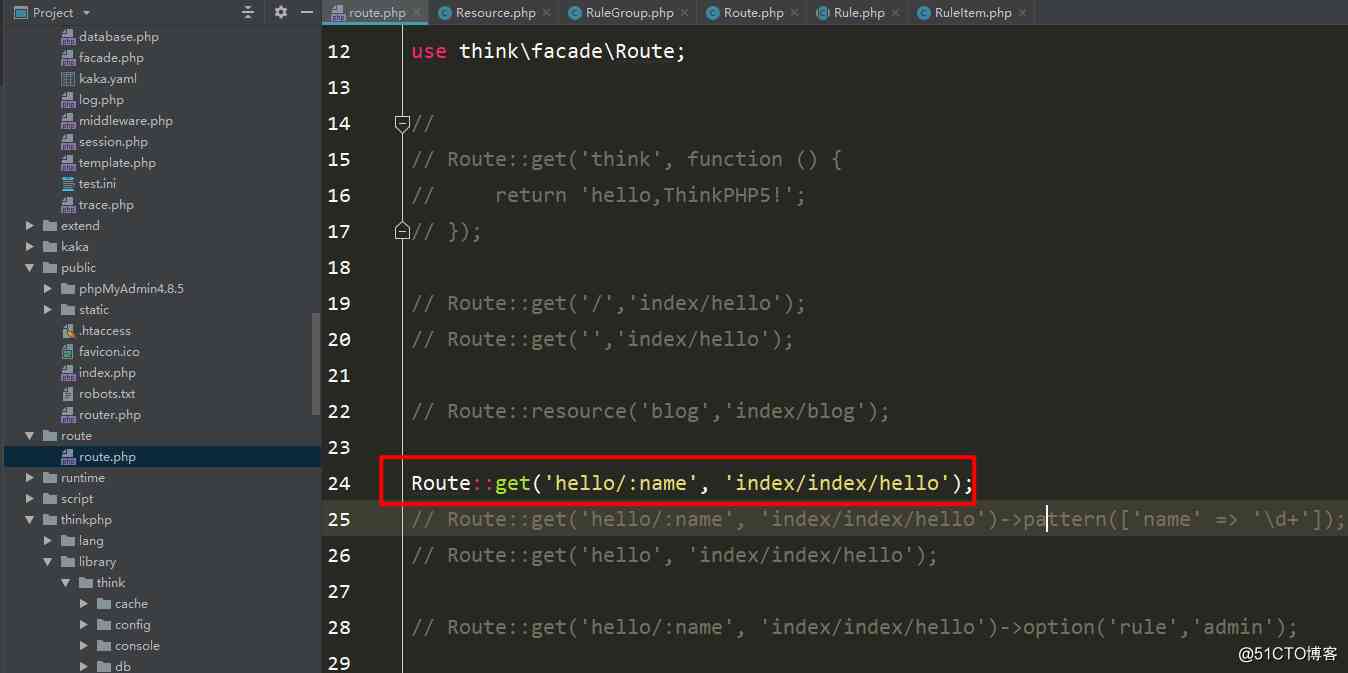 Project
route.php
Resource.php
RuleGroup.php
Route.php
Rule.php
RuleItem.php
database.php
facade.php
kaka.yaml
log.php
middleware.php
session.php
template.php
test.ini
trace.php
extend
kaka
public
phpMyAdmin4.8.5
static
.htaccess
favicon.ico
index.php
robots.txt
router.php
route
route.php
runtime
script
thinkphp
lang
library
think
cache
config
console
db
12 use think\facade\Route;
13
14 //
15 // Route::get('think', function () {
16 //     return 'hello,ThinkPHP5!';
17 // });
18
19 // Route::get('/','index/hello');
20 // Route::get('','index/hello');
21
22 // Route::resource('blog','index/blog');
23
24 Route::get('hello/:name', 'index/index/hello');
25 // Route::get('hello/:name', 'index/index/hello')->pattern(['name' => '\d+']);
26 // Route::get('hello', 'index/index/hello');
27
28 // Route::get('hello/:name', 'index/index/hello')->option('rule','admin');
29
@51CTO博客